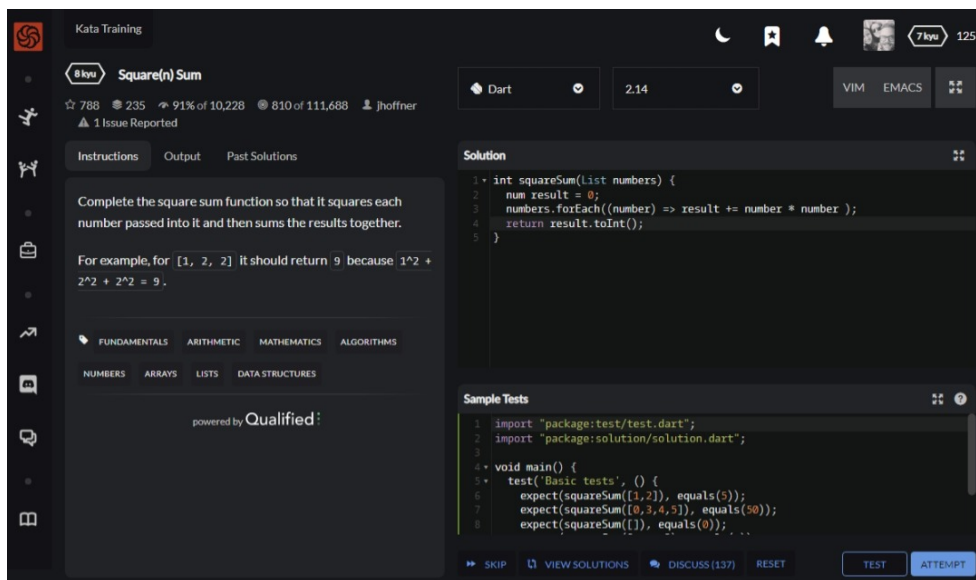 Kata Training
7 kyu 125
8 kyu Square(n) Sum
788 235 91% of 10,228 810 of 111,688 jhoffner
1 Issue Reported
Dart 2.14 VIM EMACS
Instructions Output Past Solutions
Complete the square sum function so that it squares each
number passed into it and then sums the results together.
For example, for [1, 2, 2] it should return 9 because 1^2 +
2^2 + 2^2 = 9.
FUNDAMENTALS ARITHMETIC MATHEMATICS ALGORITHMS
NUMBERS ARRAYS LISTS DATA STRUCTURES
powered by Qualified
Solution
1 int squareSum(List numbers) {
2 num result = 0;
3 numbers.forEach((number) => result += number * number );
4 return result.toInt();
5 }
Sample Tests
1 import "package:test/test.dart";
2 import "package:solution/solution.dart";
3
4 void main() {
5 test('Basic tests', () {
6 expect(squareSum([1,2]), equals(5));
7 expect(squareSum([0,3,4,5]), equals(50));
8 expect(squareSum([]), equals(0));
SKIP VIEW SOLUTIONS DISCUSS (137) RESET TEST ATTEMPT